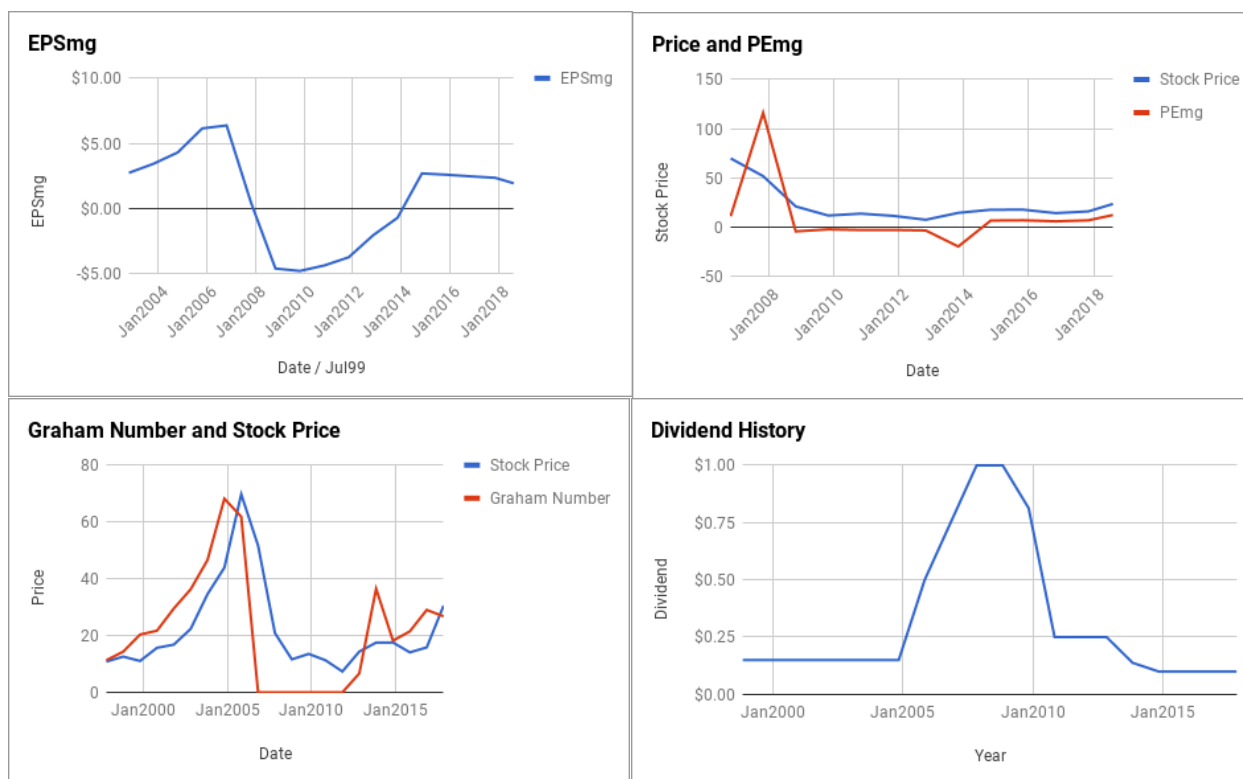 EPSmg
$10.00
$5.00
$0.00
-$5.00
EPSmg
EPSmg
Jan2004
Jan2006
Jan2008
Jan2010
Jan2012
Jan2014
Jan2016
Jan2018
Date / Jul99
Price and PEmg
150
100
50
0
-50
Stock Price
Stock Price
PEmg
Jan2008
Jan2010
Jan2012
Jan2014
Jan2016
Jan2018
Date
Graham Number and Stock Price
80
60
40
20
0
Price
Stock Price
Graham Number
Jan2000
Jan2005
Jan2010
Jan2015
Date
Dividend History
$1.00
$0.75
$0.50
$0.25
$0.00
Dividend
Jan2000
Jan2005
Jan2010
Jan2015
Year